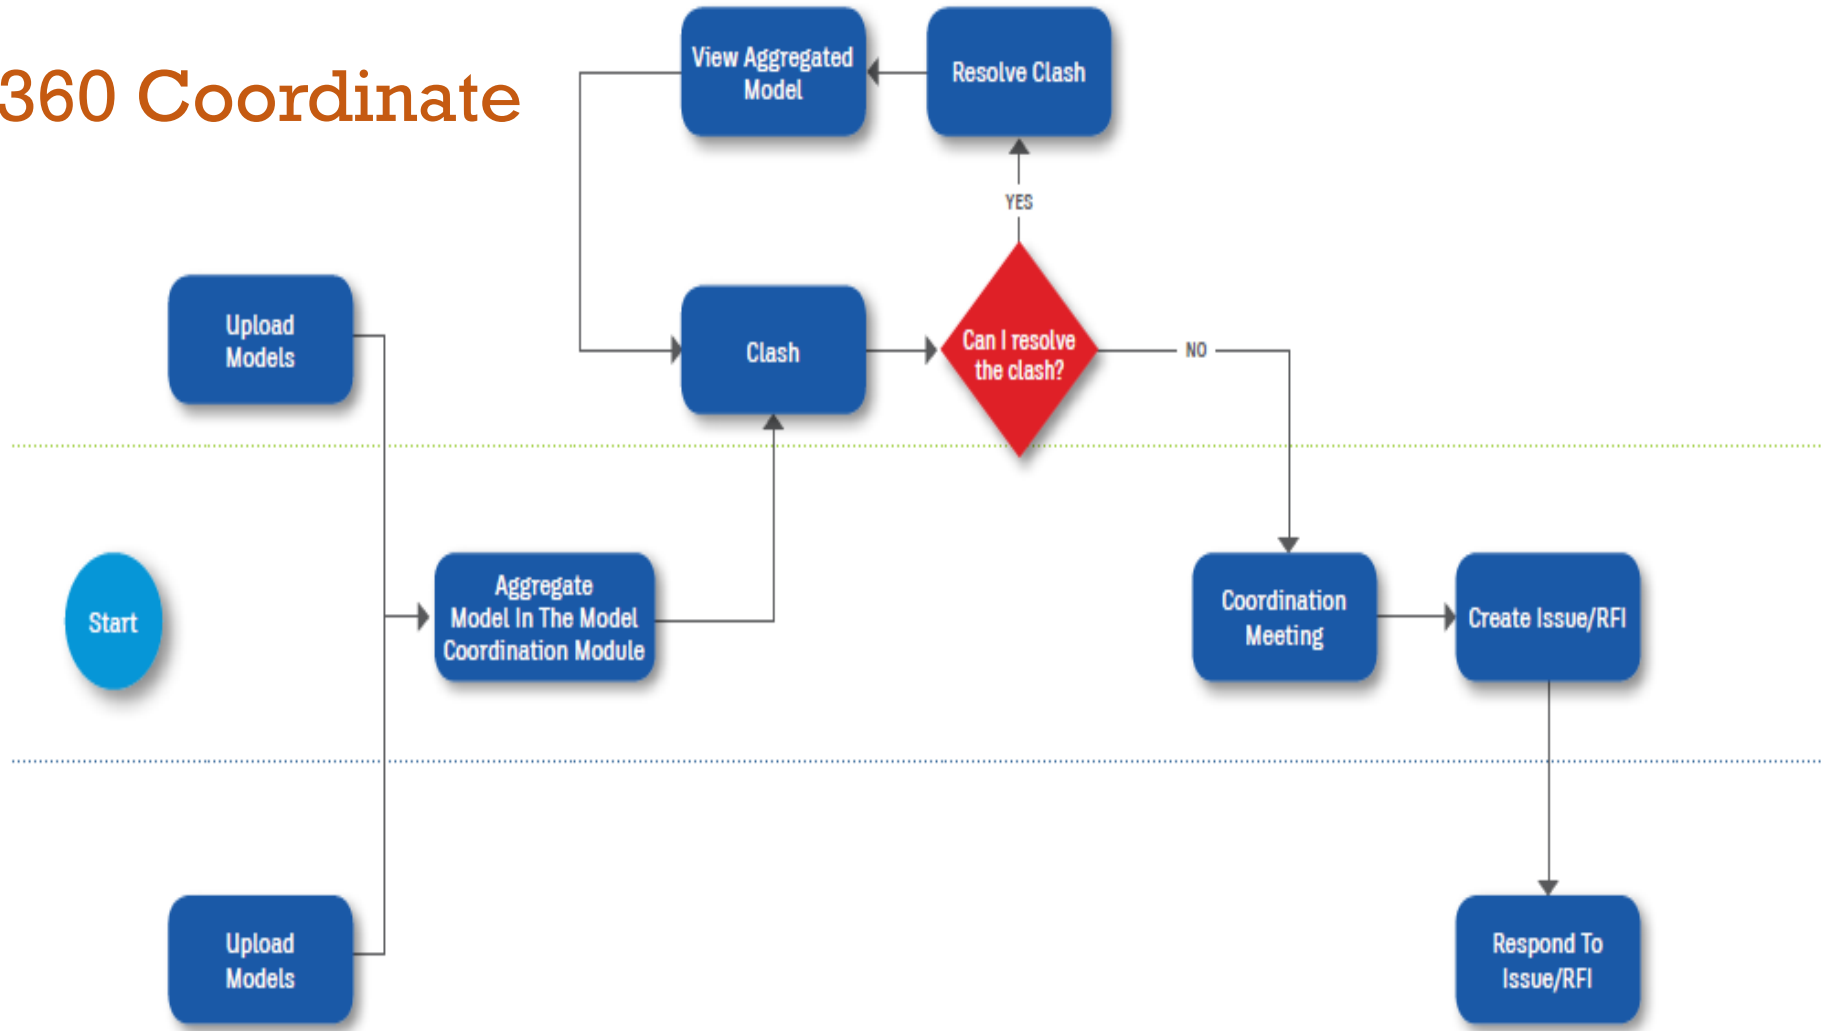 360 Coordinate
View Aggregated
Model
Resolve Clash
YES
Upload
Models
Clash
Can I resolve
the clash?
NO
Start
Aggregate
Model In The Model
Coordination Module
Coordination
Meeting
Create Issue/RFI
Upload
Models
Respond To
Issue/RFI